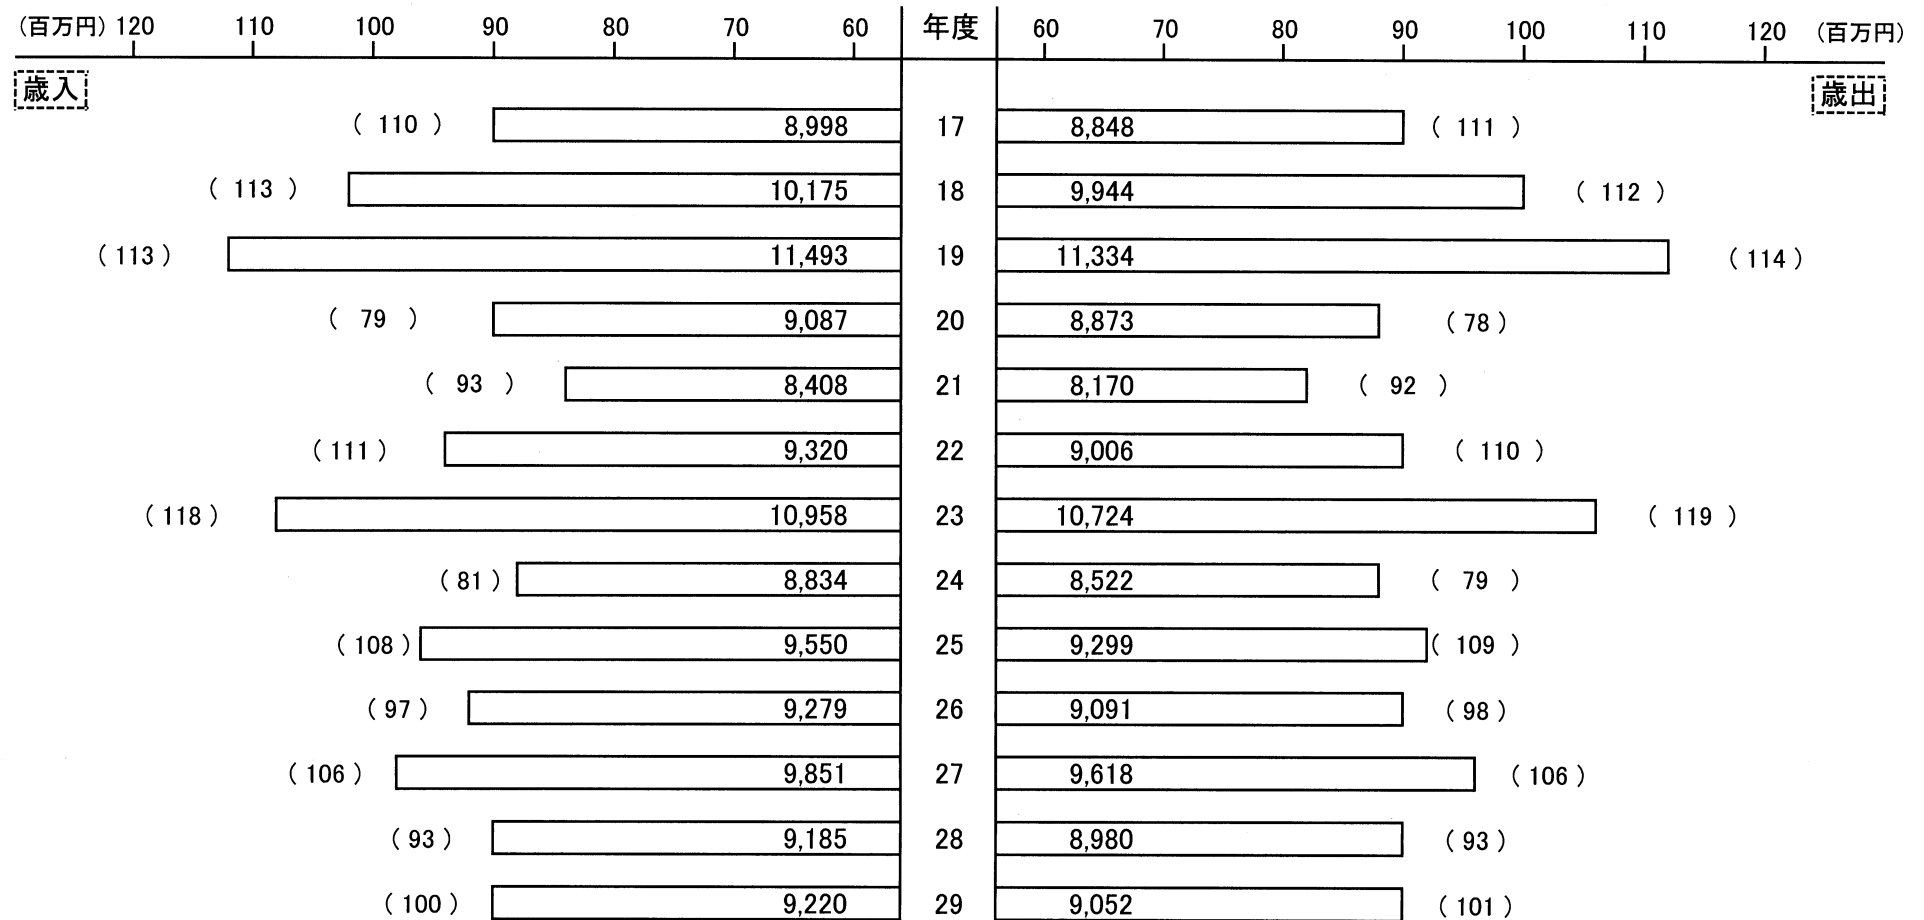 (百万円) 120 110 100 90 80 70 60 年度 60 70 80 90 100 110 120 (百万円)
歳入 歳出
( 110 ) 8,998 17 8,848 ( 111 )
( 113 ) 10,175 18 9,944 ( 112 )
( 113 ) 11,493 19 11,334 ( 114 )
( 79 ) 9,087 20 8,873 ( 78 )
( 93 ) 8,408 21 8,170 ( 92 )
( 111 ) 9,320 22 9,006 ( 110 )
( 118 ) 10,958 23 10,724 ( 119 )
( 81 ) 8,834 24 8,522 ( 79 )
( 108 ) 9,550 25 9,299 ( 109 )
( 97 ) 9,279 26 9,091 ( 98 )
( 106 ) 9,851 27 9,618 ( 106 )
( 93 ) 9,185 28 8,980 ( 93 )
( 100 ) 9,220 29 9,052 ( 101 )